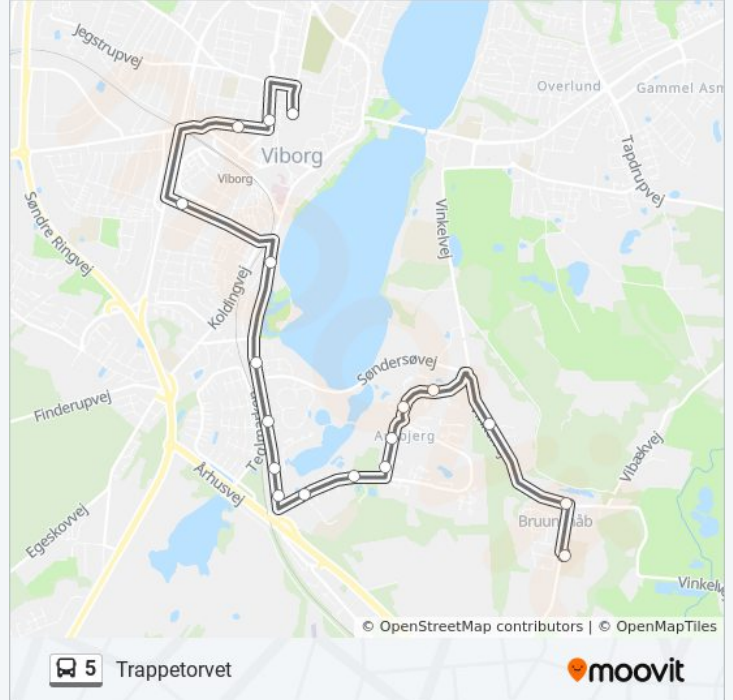 Jegstrupvej
Overlund
Gammel Asm
Viborg
Tapdrupvej
Viborg
Søndre Ringvej
Vinkelvej
Koldingvej
Søndersøvej
Finderupvej
Vibækvej
Århusvej
Egeskovvej
Vinkelv
© OpenStreetMap contributors | © OpenMapTiles
5 Trappetorvet
moovit